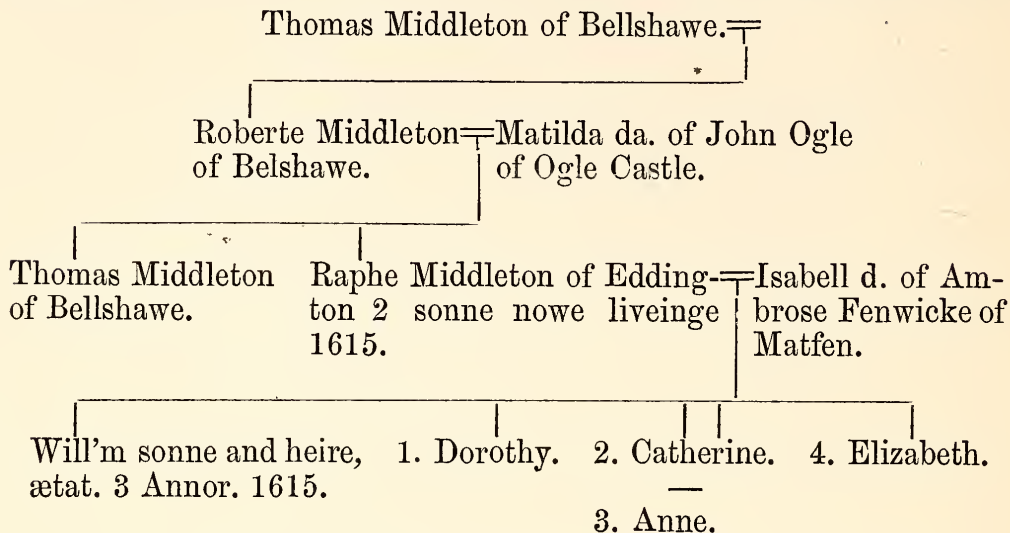 Thomas Middleton of Bellshawe.
Roberte Middleton
of Belshawe.
Matilda da. of John Ogle
of Ogle Castle.
Thomas Middleton
of Bellshawe.
Raphe Middleton of Edding-
ton 2 sonne nowe liveinge
1615.
Isabell d. of Am-
brose Fenwicke of
Matfen.
Will'm sonne and heire,
ætat. 3 Annor. 1615.
1. Dorothy.
2. Catherine.
—
3. Anne.
4. Elizabeth.